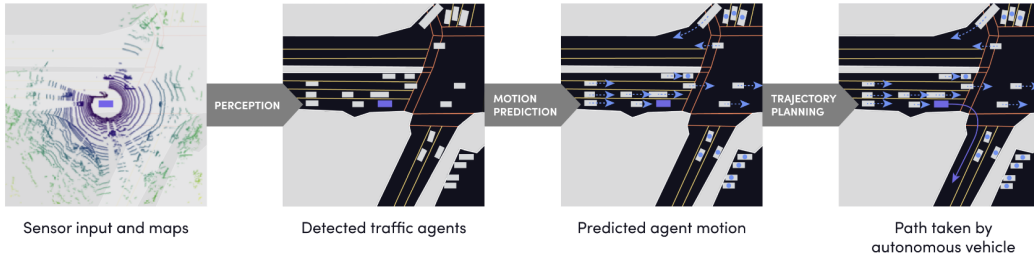 PERCEPTION
MOTION
PREDICTION
TRAJECTORY
PLANNING
Sensor input and maps
Detected traffic agents
Predicted agent motion
Path taken by
autonomous vehicle